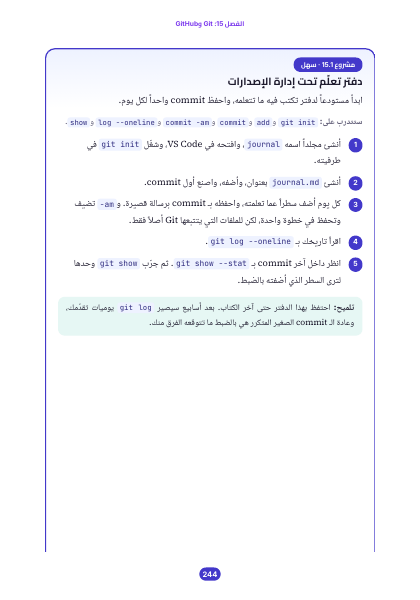 الفصل 15: Git وGitHub
مشروع 15.1 · سهل
دفتر تعلّم تحت إدارة الإصدارات
ابدأ مستودعاً لدفتر تكتب فيه ما تتعلمه، واحفظ commit واحداً لكل يوم.
ستتدرب على: git init و add و commit و commit -am و log --oneline و show.
1 أنشئ مجلداً اسمه journal، وافتحه في VS Code، وشغّل git init في
طرفيته.
2 أنشئ journal.md بعنوان، وأضفه، واصنع أول commit.
3 كل يوم أضف سطراً عما تعلمته، واحفظه بـ commit برسالة قصيرة. و -am تضيف
وتحفظ في خطوة واحدة، لكن للملفات التي يتتبعها Git أصلاً فقط.
4 اقرأ تاريخك بـ git log --oneline.
5 انظر داخل آخر commit بـ git show --stat. ثم جرّب git show وحدها
لترى السطر الذي أضفته بالضبط.
تلميح: احتفظ بهذا الدفتر حتى آخر الكتاب. بعد أسابيع سيصير git log يوميات تقدّمك،
وعادة الـ commit الصغير المتكرر هي بالضبط ما تتوقعه الفرق منك.
244